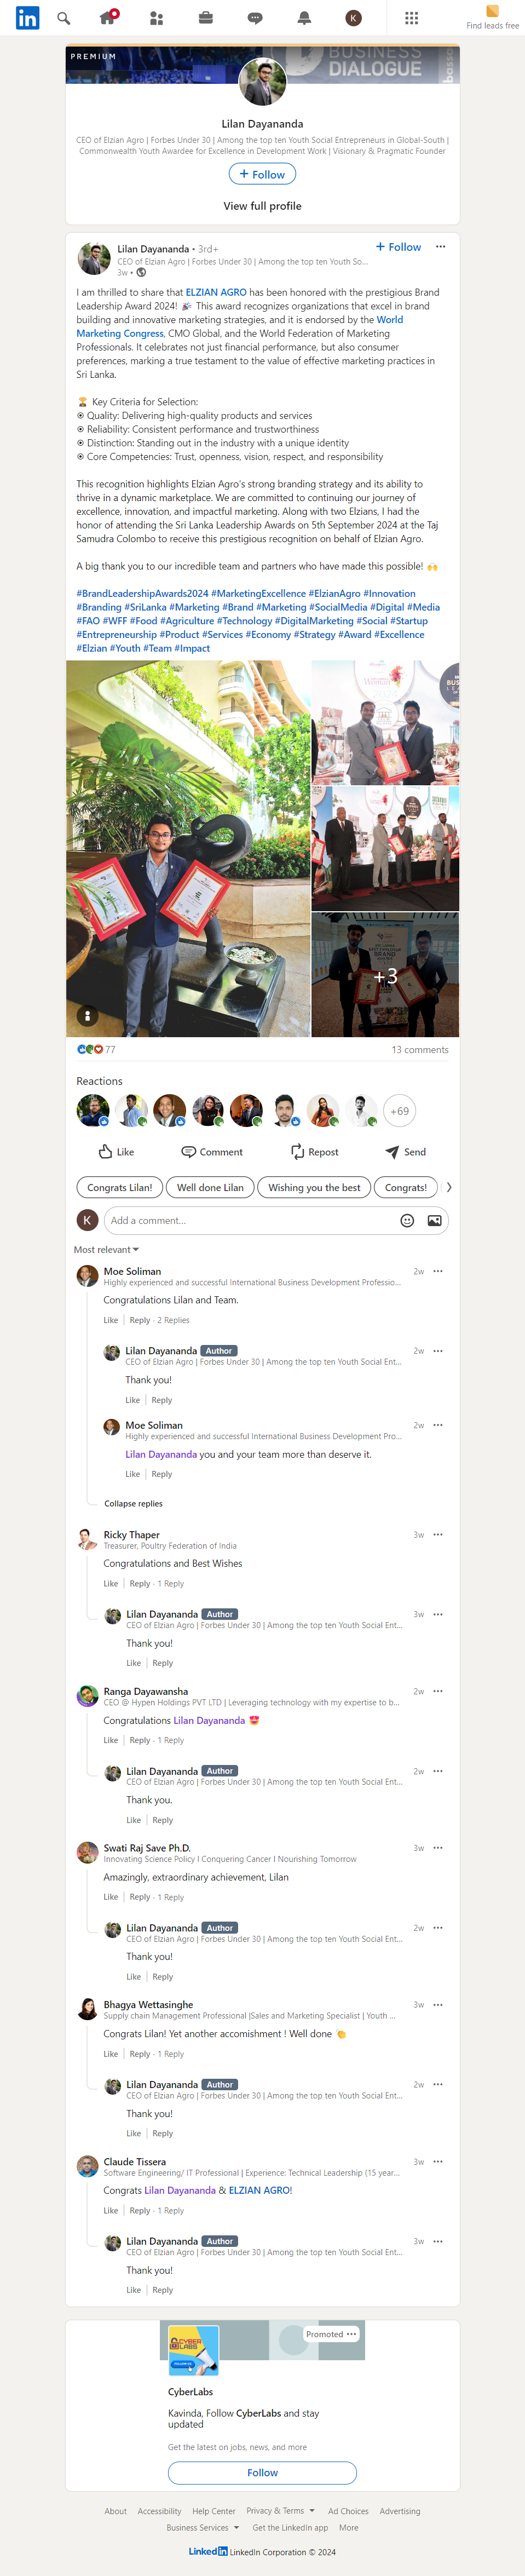 in
K
Find leads free
PREMIUM
BUSINESS
DIALOGUE
Lilan Dayananda
CEO of Elzian Agro | Forbes Under 30 | Among the top ten Youth Social Entrepreneurs in Global-South |
Commonwealth Youth Awardee for Excellence in Development Work | Visionary & Pragmatic Founder
+ Follow
View full profile
Lilan Dayananda • 3rd+
+ Follow
CEO of Elzian Agro | Forbes Under 30 | Among the top ten Youth So...
3w •
I am thrilled to share that ELZIAN AGRO has been honored with the prestigious Brand
Leadership Award 2024! 🎉 This award recognizes organizations that excel in brand
building and innovative marketing strategies, and it is endorsed by the World
Marketing Congress, CMO Global, and the World Federation of Marketing
Professionals. It celebrates not just financial performance, but also consumer
preferences, marking a true testament to the value of effective marketing practices in
Sri Lanka.
🏆 Key Criteria for Selection:
⦿ Quality: Delivering high-quality products and services
⦿ Reliability: Consistent performance and trustworthiness
⦿ Distinction: Standing out in the industry with a unique identity
⦿ Core Competencies: Trust, openness, vision, respect, and responsibility
This recognition highlights Elzian Agro's strong branding strategy and its ability to
thrive in a dynamic marketplace. We are committed to continuing our journey of
excellence, innovation, and impactful marketing. Along with two Elzians, I had the
honor of attending the Sri Lanka Leadership Awards on 5th September 2024 at the Taj
Samudra Colombo to receive this prestigious recognition on behalf of Elzian Agro.
A big thank you to our incredible team and partners who have made this possible! 🙌
#BrandLeadershipAwards2024 #MarketingExcellence #ElzianAgro #Innovation
#Branding #SriLanka #Marketing #Brand #Marketing #SocialMedia #Digital #Media
#FAO #WFF #Food #Agriculture #Technology #DigitalMarketing #Social #Startup
#Entrepreneurship #Product #Services #Economy #Strategy #Award #Excellence
#Elzian #Youth #Team #Impact
+3
77
13 comments
Reactions
+69
Like
Comment
Repost
Send
Congrats Lilan!
Well done Lilan
Wishing you the best
Congrats!
K
Add a comment...
Most relevant
Moe Soliman
2w
Highly experienced and successful International Business Development Professio...
Congratulations Lilan and Team.
Like | Reply · 2 Replies
Lilan Dayananda Author
2w
CEO of Elzian Agro | Forbes Under 30 | Among the top ten Youth Social Ent...
Thank you!
Like | Reply
Moe Soliman
2w
Highly experienced and successful International Business Development Pro...
Lilan Dayananda you and your team more than deserve it.
Like | Reply
Collapse replies
Ricky Thaper
3w
Treasurer, Poultry Federation of India
Congratulations and Best Wishes
Like | Reply · 1 Reply
Lilan Dayananda Author
3w
CEO of Elzian Agro | Forbes Under 30 | Among the top ten Youth Social Ent...
Thank you!
Like | Reply
Ranga Dayawansha
2w
CEO @ Hypen Holdings PVT LTD | Leveraging technology with my expertise to b...
Congratulations Lilan Dayananda 😍
Like | Reply · 1 Reply
Lilan Dayananda Author
2w
CEO of Elzian Agro | Forbes Under 30 | Among the top ten Youth Social Ent...
Thank you.
Like | Reply
Swati Raj Save Ph.D.
3w
Innovating Science Policy I Conquering Cancer I Nourishing Tomorrow
Amazingly, extraordinary achievement, Lilan
Like | Reply · 1 Reply
Lilan Dayananda Author
2w
CEO of Elzian Agro | Forbes Under 30 | Among the top ten Youth Social Ent...
Thank you!
Like | Reply
Bhagya Wettasinghe
3w
Supply chain Management Professional |Sales and Marketing Specialist | Youth ...
Congrats Lilan! Yet another accomishment ! Well done 👏
Like | Reply · 1 Reply
Lilan Dayananda Author
2w
CEO of Elzian Agro | Forbes Under 30 | Among the top ten Youth Social Ent...
Thank you!
Like | Reply
Claude Tissera
3w
Software Engineering/ IT Professional | Experience: Technical Leadership (15 year...
Congrats Lilan Dayananda & ELZIAN AGRO!
Like | Reply · 1 Reply
Lilan Dayananda Author
3w
CEO of Elzian Agro | Forbes Under 30 | Among the top ten Youth Social Ent...
Thank you!
Like | Reply
Promoted
CYBER
LABS
CyberLabs
Kavinda, Follow CyberLabs and stay
updated
Get the latest on jobs, news, and more
Follow
About Accessibility Help Center Privacy & Terms Ad Choices Advertising
Business Services Get the LinkedIn app More
LinkedIn LinkedIn Corporation © 2024